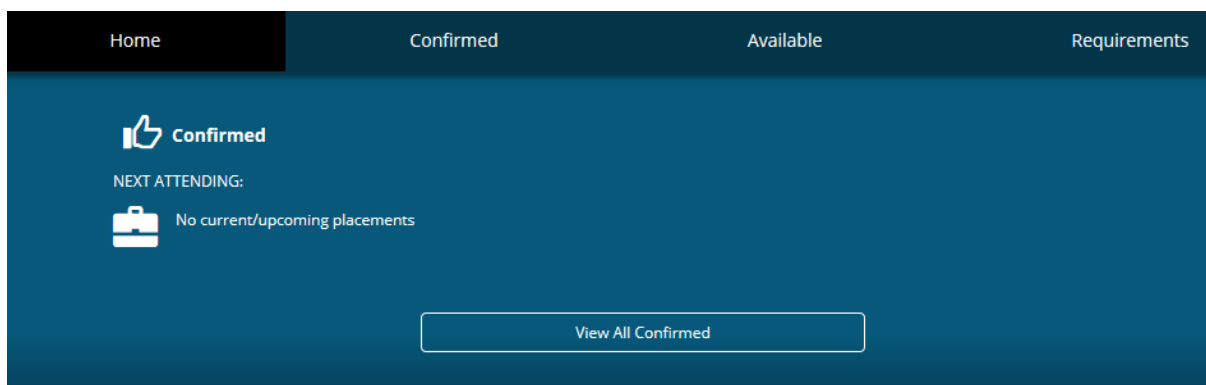 Home Confirmed Available Requirements
Confirmed
NEXT ATTENDING:
No current/upcoming placements
View All Confirmed